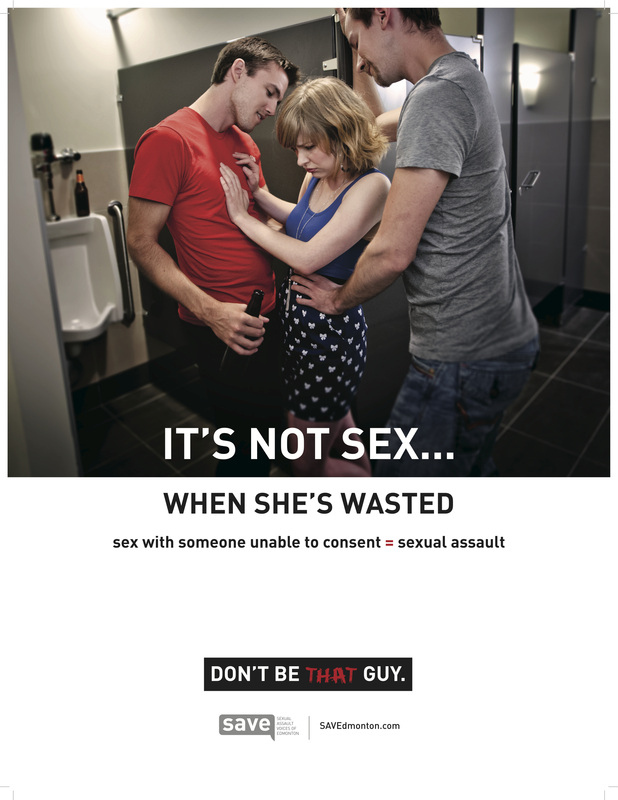 IT'S NOT SEX...
WHEN SHE'S WASTED
sex with someone unable to consent = sexual assault
DON'T BE THAT GUY.
save
SEXUAL
ASSAULT
VOICES OF
EDMONTON
SAVEdmonton.com